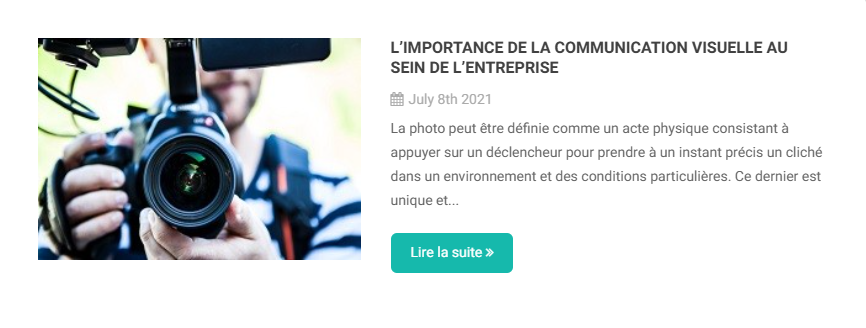 L’IMPORTANCE DE LA COMMUNICATION VISUELLE AU
SEIN DE L’ENTREPRISE
July 8th 2021
La photo peut être définie comme un acte physique consistant à
appuyer sur un déclencheur pour prendre à un instant précis un cliché
dans un environnement et des conditions particulières. Ce dernier est
unique et...
Lire la suite »